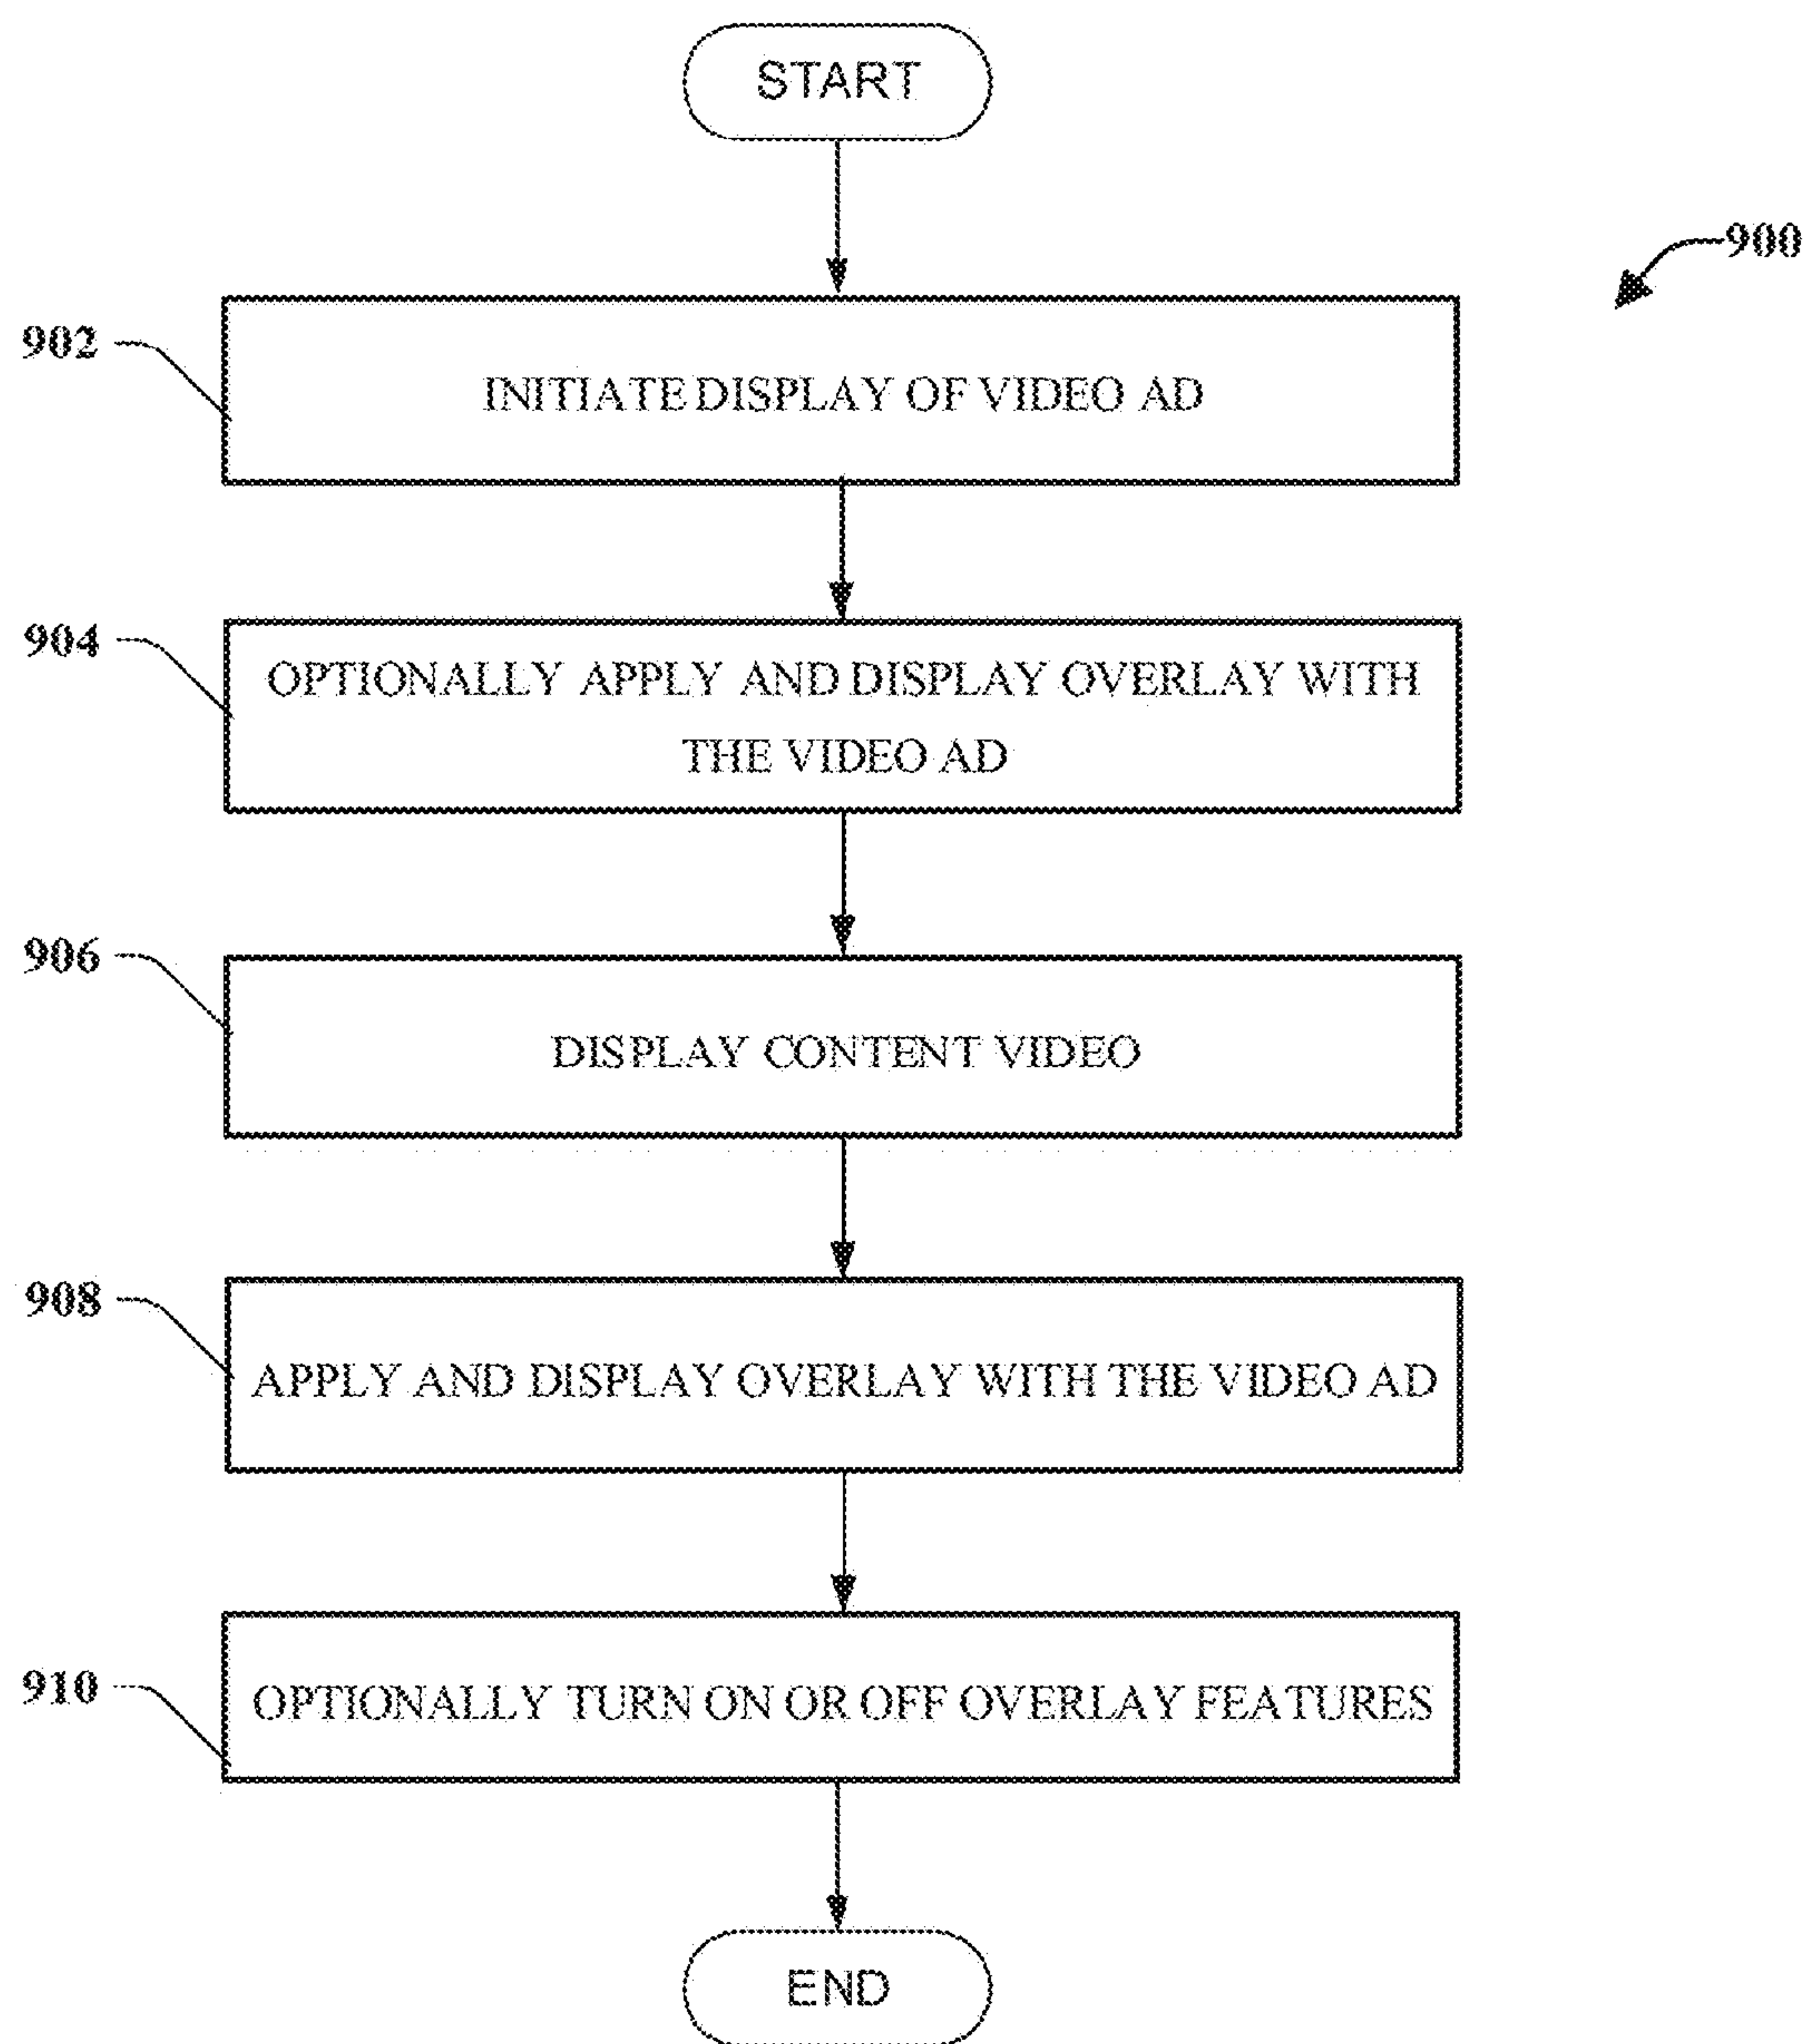 START
900
902
INITIATE DISPLAY OF VIDEO AD
904
OPTIONALLY APPLY AND DISPLAY OVERLAY WITH
THE VIDEO AD
906
DISPLAY CONTENT VIDEO
908
APPLY AND DISPLAY OVERLAY WITH THE VIDEO AD
910
OPTIONALLY TURN ON OR OFF OVERLAY FEATURES
END